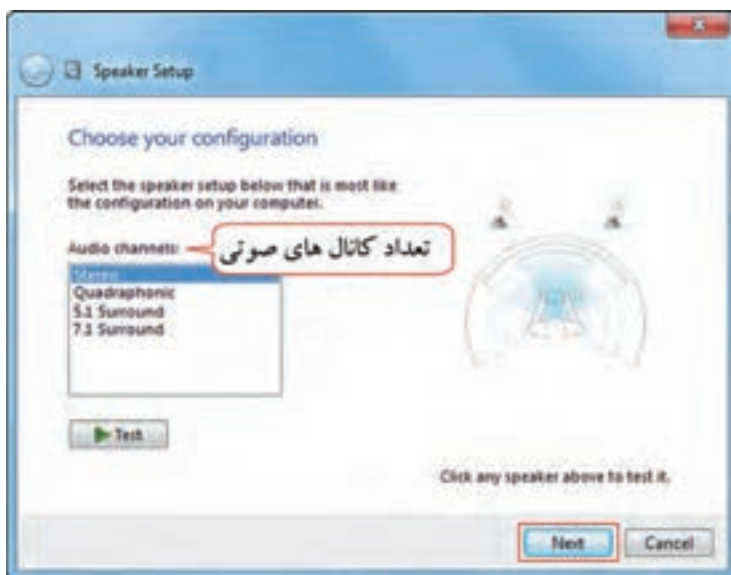 Speaker Setup
Choose your configuration
Select the speaker setup below that is most like
the configuration on your computer.
Audio channels:
تعداد کانال های صوتی
Stereo
Quadraphonic
5.1 Surround
7.1 Surround
Test
Click any speaker above to test it.
Next
Cancel